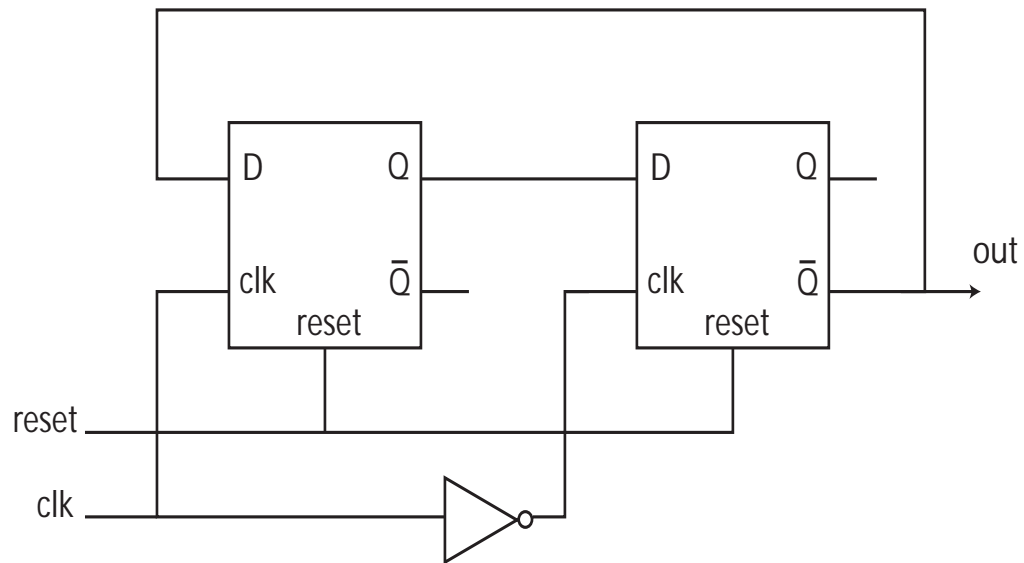 D Q D Q
out
clk Q̅ clk Q̅
reset reset
reset
clk